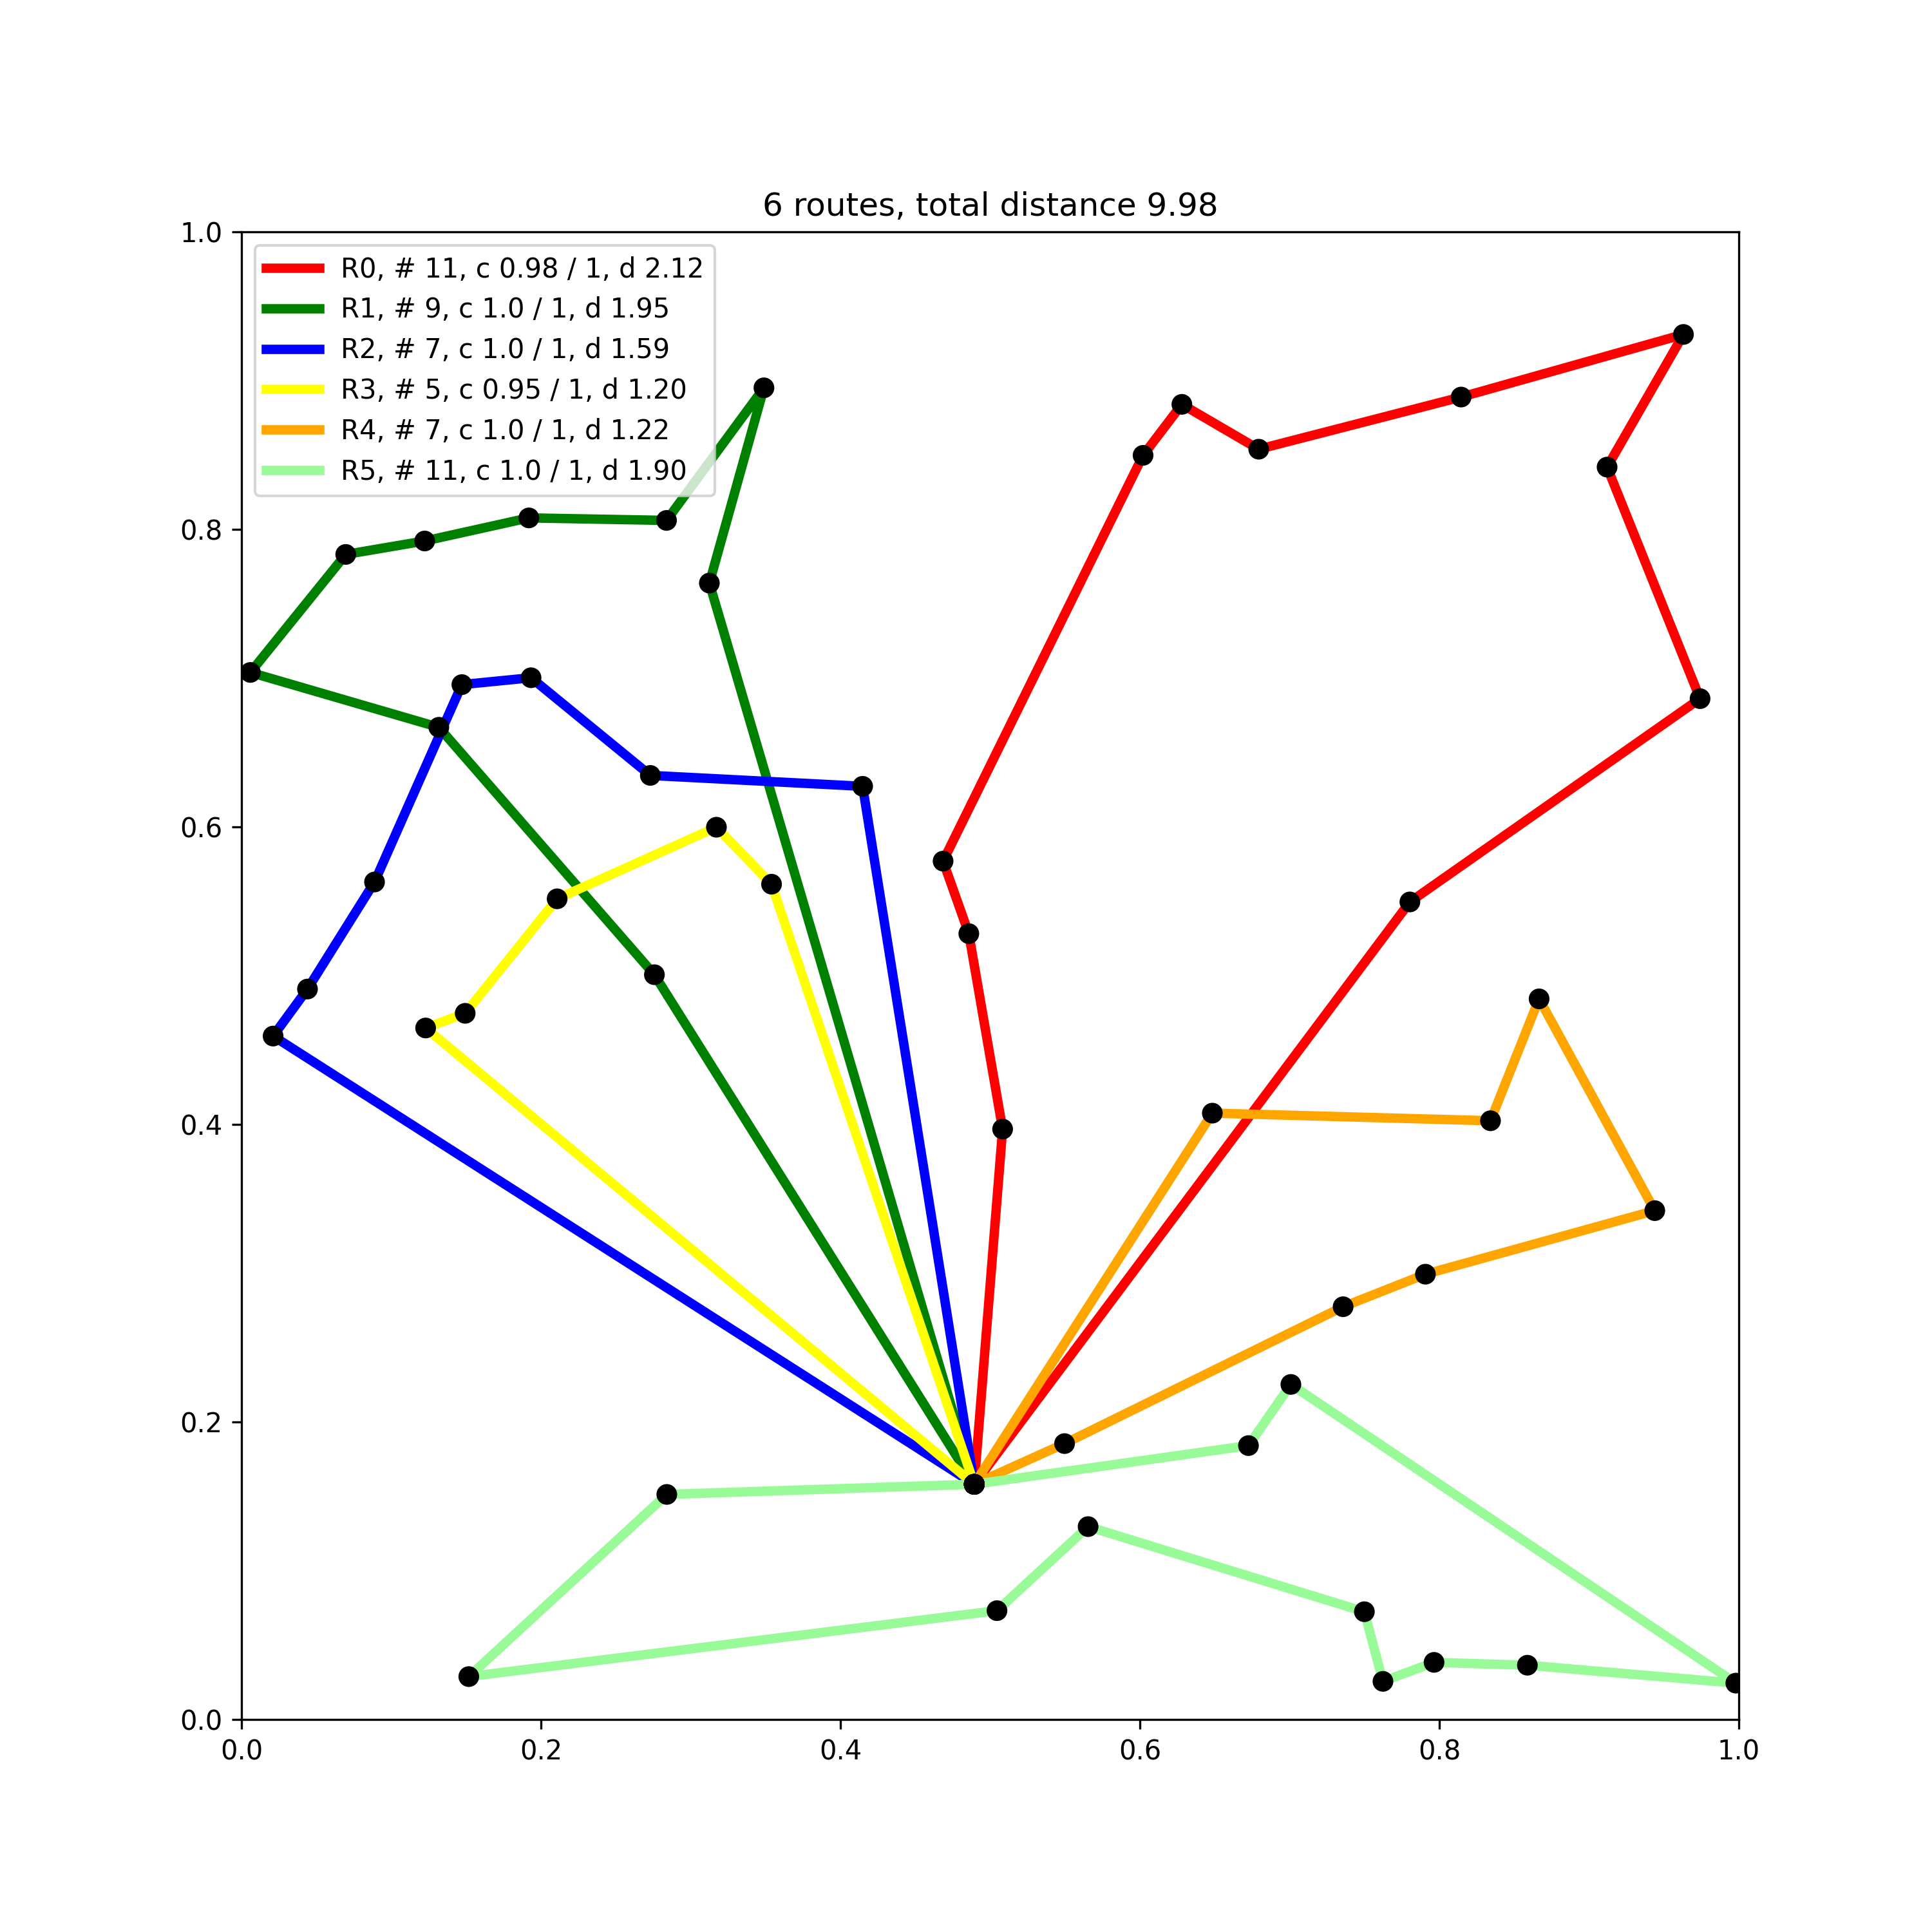 6 routes, total distance 9.98
1.0
R0, # 11, c 0.98 / 1, d 2.12
R1, # 9, c 1.0 / 1, d 1.95
R2, # 7, c 1.0 / 1, d 1.59
R3, # 5, c 0.95 / 1, d 1.20
R4, # 7, c 1.0 / 1, d 1.22
R5, # 11, c 1.0 / 1, d 1.90
0.8
0.6
0.4
0.2
0.0
0.0 0.2 0.4 0.6 0.8 1.0